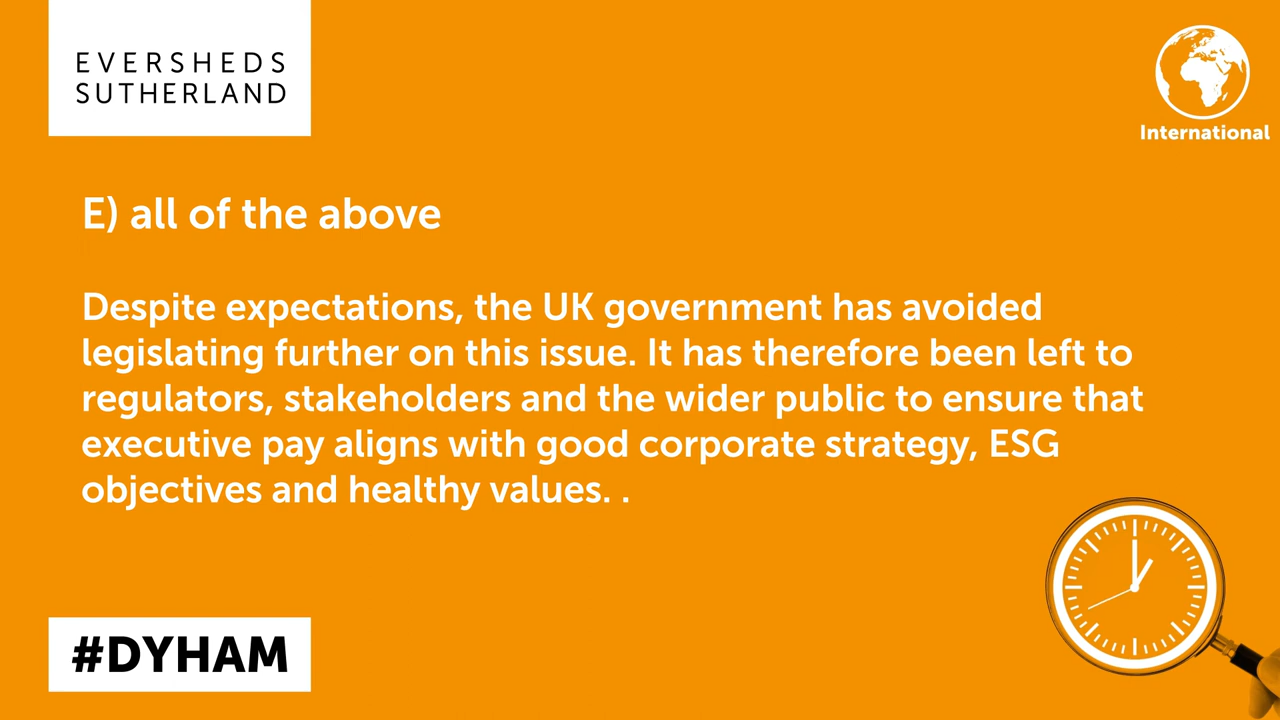 EVERSHEDS
SUTHERLAND
International
E) all of the above
Despite expectations, the UK government has avoided
legislating further on this issue. It has therefore been left to
regulators, stakeholders and the wider public to ensure that
executive pay aligns with good corporate strategy, ESG
objectives and healthy values. .
#DYHAM